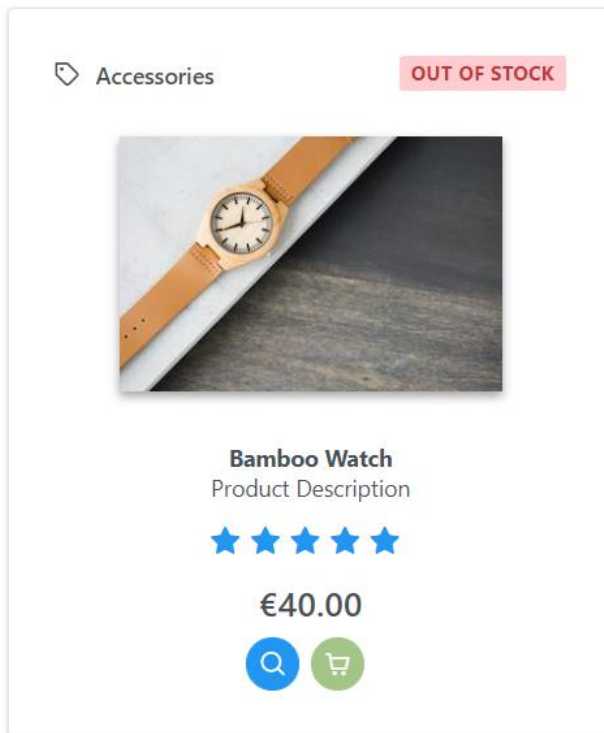 Accessories
OUT OF STOCK
Bamboo Watch
Product Description
€40.00